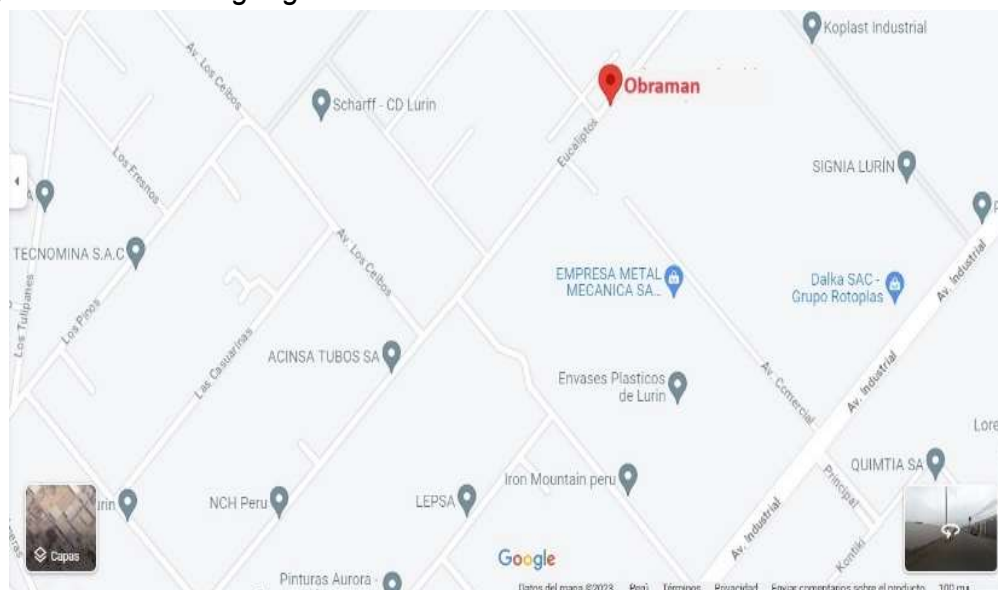 Koplast Industrial
Av. Los Ceibos
Obraman
Scharff - CD Lurin
Eucaliptos
Los Fresnos
SIGNIA LURÍN
TECNOMINA S.A.C
Av. Los Ceibos
EMPRESA METAL
MECANICA SA...
Dalka SAC -
Grupo Rotoplas
Av. Industrial
Los Tulipanes
Los Pinos
Las Casuarinas
ACINSA TUBOS SA
Envases Plasticos
de Lurin
Av. Comercial
Av. Industrial
Lore
QUIMTIA SA
Iron Mountain peru
Principal
urin
NCH Peru
LEPSA
Av. Industrial
Konfiki
eras
Capas
Google
Pinturas Aurora -
Datos del mapa ©2023 Perú Términos Privacidad Enviar comentarios sobre el producto 100 m